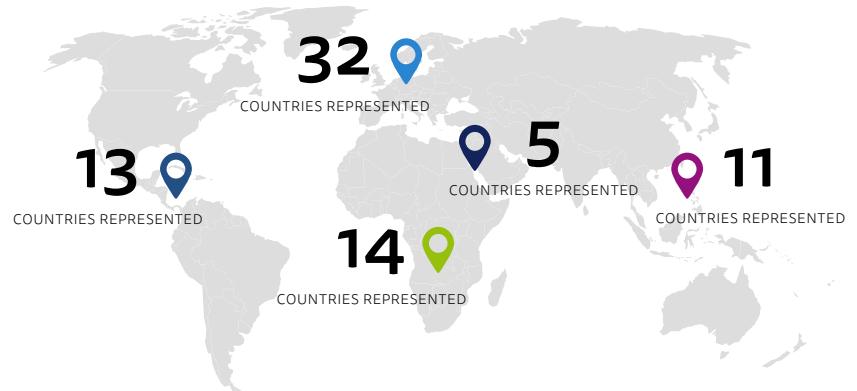 32
COUNTRIES REPRESENTED
5
COUNTRIES REPRESENTED
13
COUNTRIES REPRESENTED
11
COUNTRIES REPRESENTED
14
COUNTRIES REPRESENTED